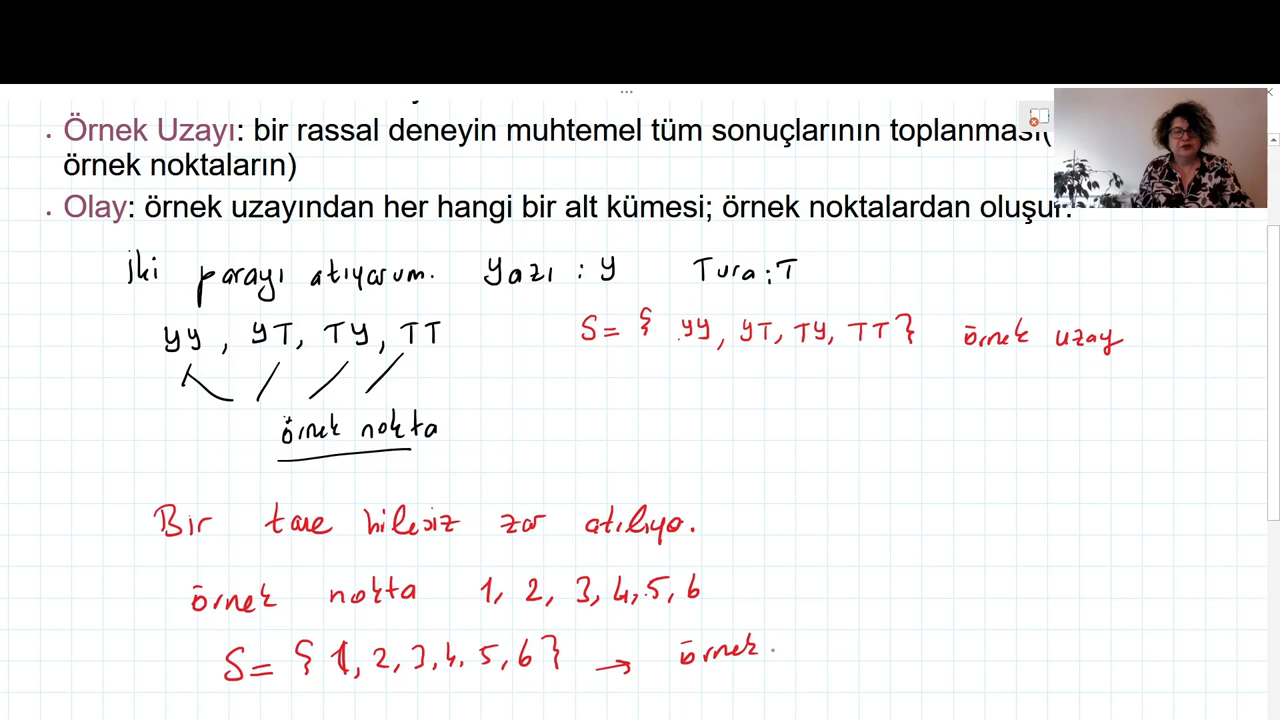 • Örnek Uzayı: bir rassal deneyin muhtemel tüm sonuçlarının toplanması(
örnek noktaların)
• Olay: örnek uzayından her hangi bir alt kümesi; örnek noktalardan oluşur.
İki parayı atıyorum. Yazı : Y Tura : T
YY, YT, TY, TT
S = { YY, YT, TY, TT } örnek uzay
örnek nokta
Bir tane hilesiz zar atılıyo.
örnek nokta 1, 2, 3, 4, 5, 6
S = { 1, 2, 3, 4, 5, 6 } → örnek